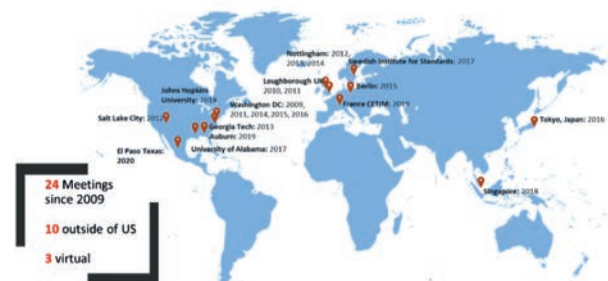 Nottingham: 2012,
2013, 2014
Swedish Institute for Standards: 2017
Loughborough UK:
2010, 2011
Berlin: 2015
Johns Hopkins
University:
Washington DC: 2009,
2011, 2014, 2015, 2016
France CETIM: 2019
Salt Lake City: 2012
Georgia Tech: 2013
Auburn: 2019
Tokyo, Japan: 2016
El Paso Texas:
2020
University of Alabama: 2017
Singapore: 2018
24 Meetings
since 2009
10 outside of US
3 virtual